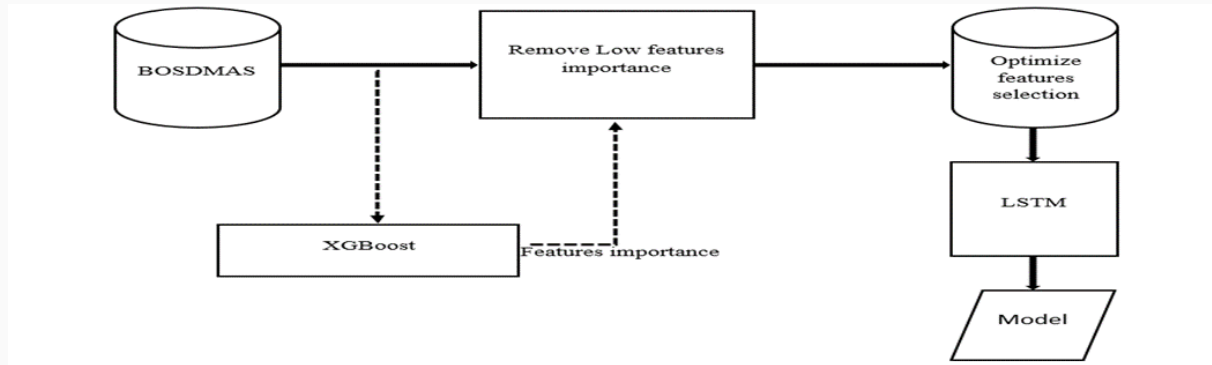 BOSDMAS
Remove Low features
importance
Optimize
features
selection
XGBoost
Features importance
LSTM
Model